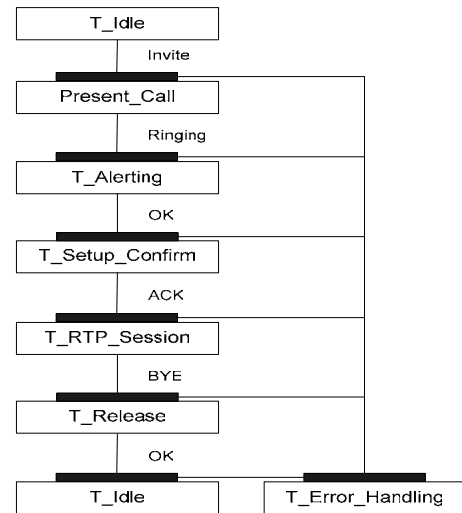 T_Idle
Invite
Present_Call
Ringing
T_Alerting
OK
T_Setup_Confirm
ACK
T_RTP_Session
BYE
T_Release
OK
T_Idle
T_Error_Handling